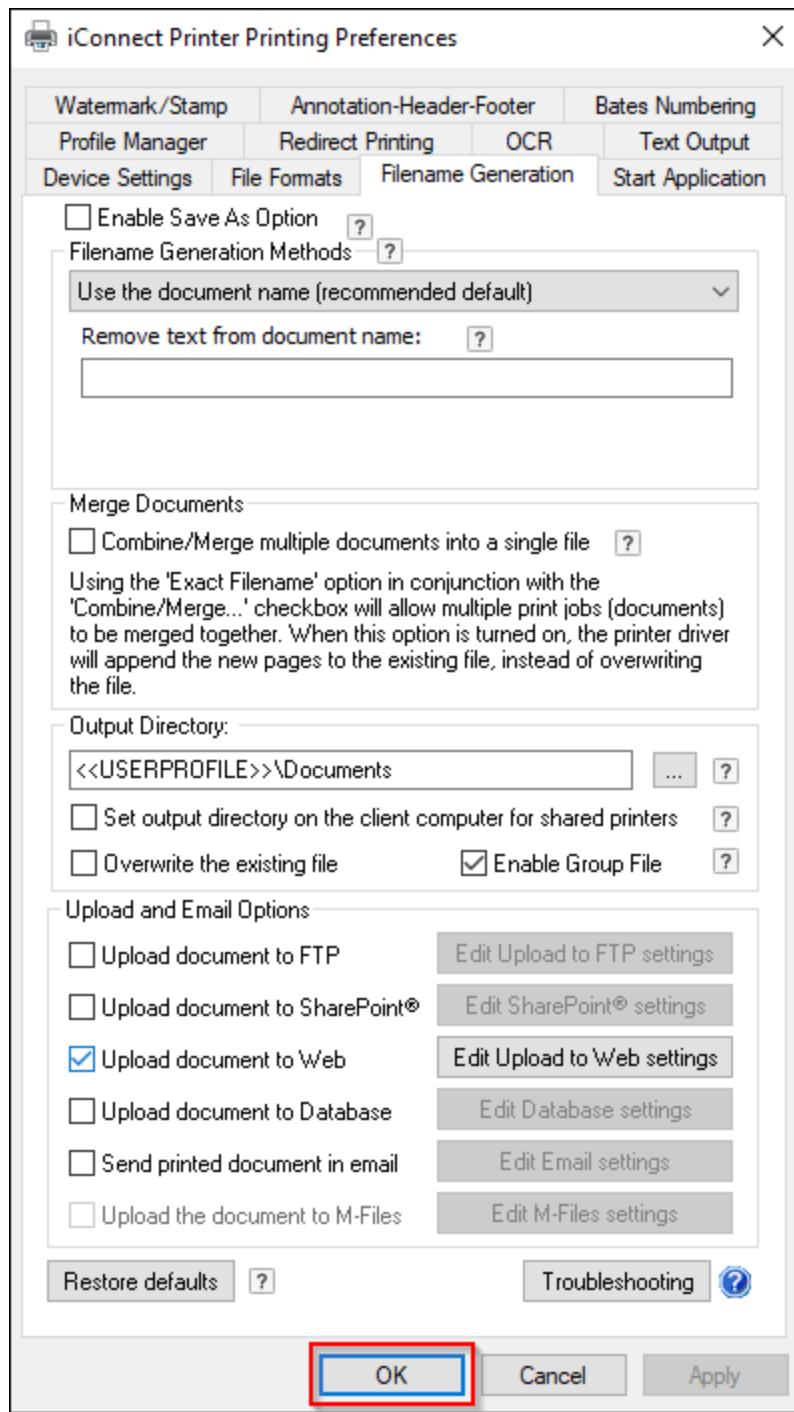 iConnect Printer Printing Preferences
Watermark/Stamp Annotation-Header-Footer Bates Numbering
Profile Manager Redirect Printing OCR Text Output
Device Settings File Formats Filename Generation Start Application
Enable Save As Option ?
Filename Generation Methods ?
Use the document name (recommended default)
Remove text from document name: ?
Merge Documents
Combine/Merge multiple documents into a single file ?
Using the 'Exact Filename' option in conjunction with the
'Combine/Merge...' checkbox will allow multiple print jobs (documents)
to be merged together. When this option is turned on, the printer driver
will append the new pages to the existing file, instead of overwriting
the file.
Output Directory:
<<USERPROFILE>>\Documents ... ?
Set output directory on the client computer for shared printers ?
Overwrite the existing file Enable Group File ?
Upload and Email Options
Upload document to FTP Edit Upload to FTP settings
Upload document to SharePoint® Edit SharePoint® settings
Upload document to Web Edit Upload to Web settings
Upload document to Database Edit Database settings
Send printed document in email Edit Email settings
Upload the document to M-Files Edit M-Files settings
Restore defaults ? Troubleshooting ?
OK Cancel Apply